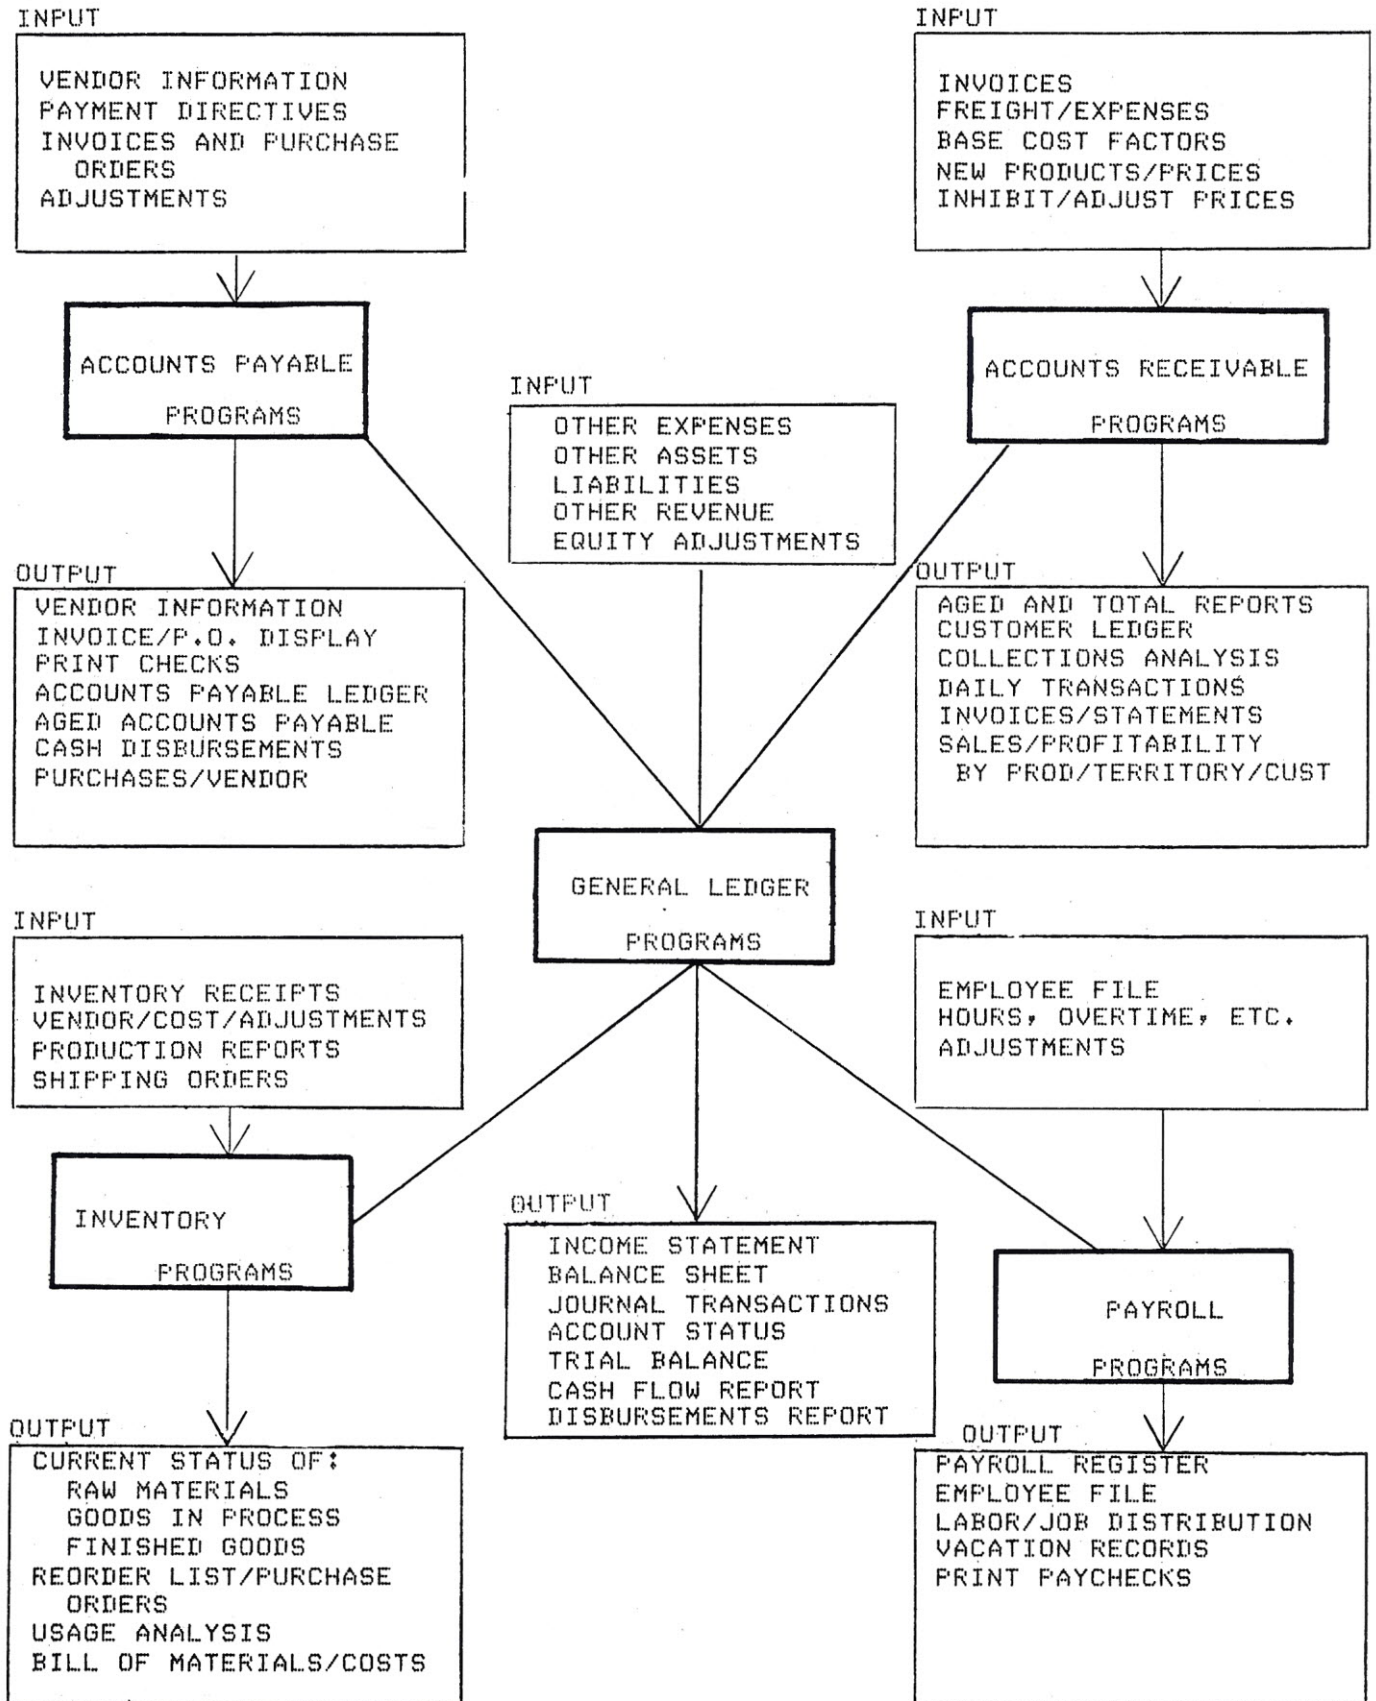 INPUT
VENDOR INFORMATION
PAYMENT DIRECTIVES
INVOICES AND PURCHASE
ORDERS
ADJUSTMENTS
ACCOUNTS PAYABLE
PROGRAMS
OUTPUT
VENDOR INFORMATION
INVOICE/P.O. DISPLAY
PRINT CHECKS
ACCOUNTS PAYABLE LEDGER
AGED ACCOUNTS PAYABLE
CASH DISBURSEMENTS
PURCHASES/VENDOR
INPUT
OTHER EXPENSES
OTHER ASSETS
LIABILITIES
OTHER REVENUE
EQUITY ADJUSTMENTS
INPUT
INVOICES
FREIGHT/EXPENSES
BASE COST FACTORS
NEW PRODUCTS/PRICES
INHIBIT/ADJUST PRICES
ACCOUNTS RECEIVABLE
PROGRAMS
OUTPUT
AGED AND TOTAL REPORTS
CUSTOMER LEDGER
COLLECTIONS ANALYSIS
DAILY TRANSACTIONS
INVOICES/STATEMENTS
SALES/PROFITABILITY
BY PROD/TERRITORY/CUST
GENERAL LEDGER
PROGRAMS
INPUT
INVENTORY RECEIPTS
VENDOR/COST/ADJUSTMENTS
PRODUCTION REPORTS
SHIPPING ORDERS
INVENTORY
PROGRAMS
OUTPUT
CURRENT STATUS OF:
RAW MATERIALS
GOODS IN PROCESS
FINISHED GOODS
REORDER LIST/PURCHASE
ORDERS
USAGE ANALYSIS
BILL OF MATERIALS/COSTS
OUTPUT
INCOME STATEMENT
BALANCE SHEET
JOURNAL TRANSACTIONS
ACCOUNT STATUS
TRIAL BALANCE
CASH FLOW REPORT
DISBURSEMENTS REPORT
INPUT
EMPLOYEE FILE
HOURS, OVERTIME, ETC.
ADJUSTMENTS
PAYROLL
PROGRAMS
OUTPUT
PAYROLL REGISTER
EMPLOYEE FILE
LABOR/JOB DISTRIBUTION
VACATION RECORDS
PRINT PAYCHECKS